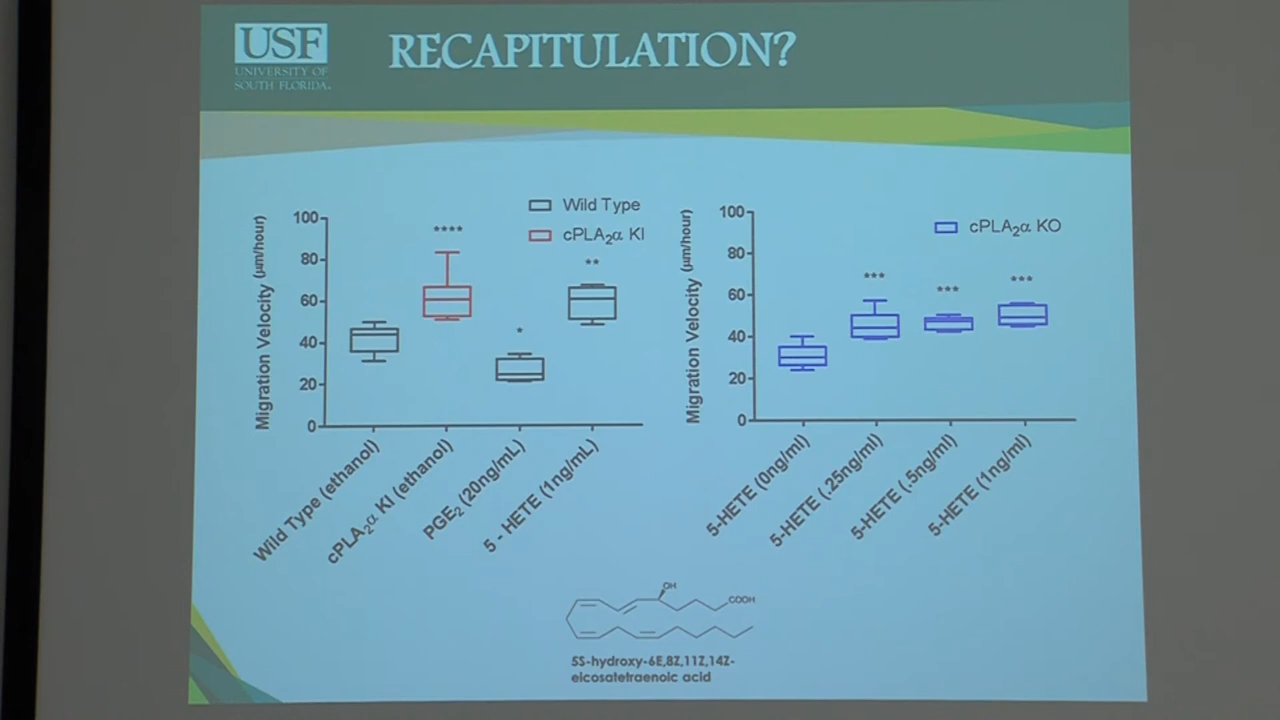 USF
UNIVERSITY OF
SOUTH FLORIDA.
RECAPITULATION?
Wild Type
cPLA₂α KI
Migration Velocity (µm/hour)
100
80
60
40
20
0
****
*
**
Wild Type (ethanol)
cPLA₂α KI (ethanol)
PGE₂ (20ng/mL)
5 - HETE (1ng/mL)
cPLA₂α KO
Migration Velocity (µm/hour)
100
80
60
40
20
0
***
***
***
5-HETE (0ng/ml)
5-HETE (.25ng/ml)
5-HETE (.5ng/ml)
5-HETE (1ng/ml)
OH
COOH
5S-hydroxy-6E,8Z,11Z,14Z-
eicosatetraenoic acid